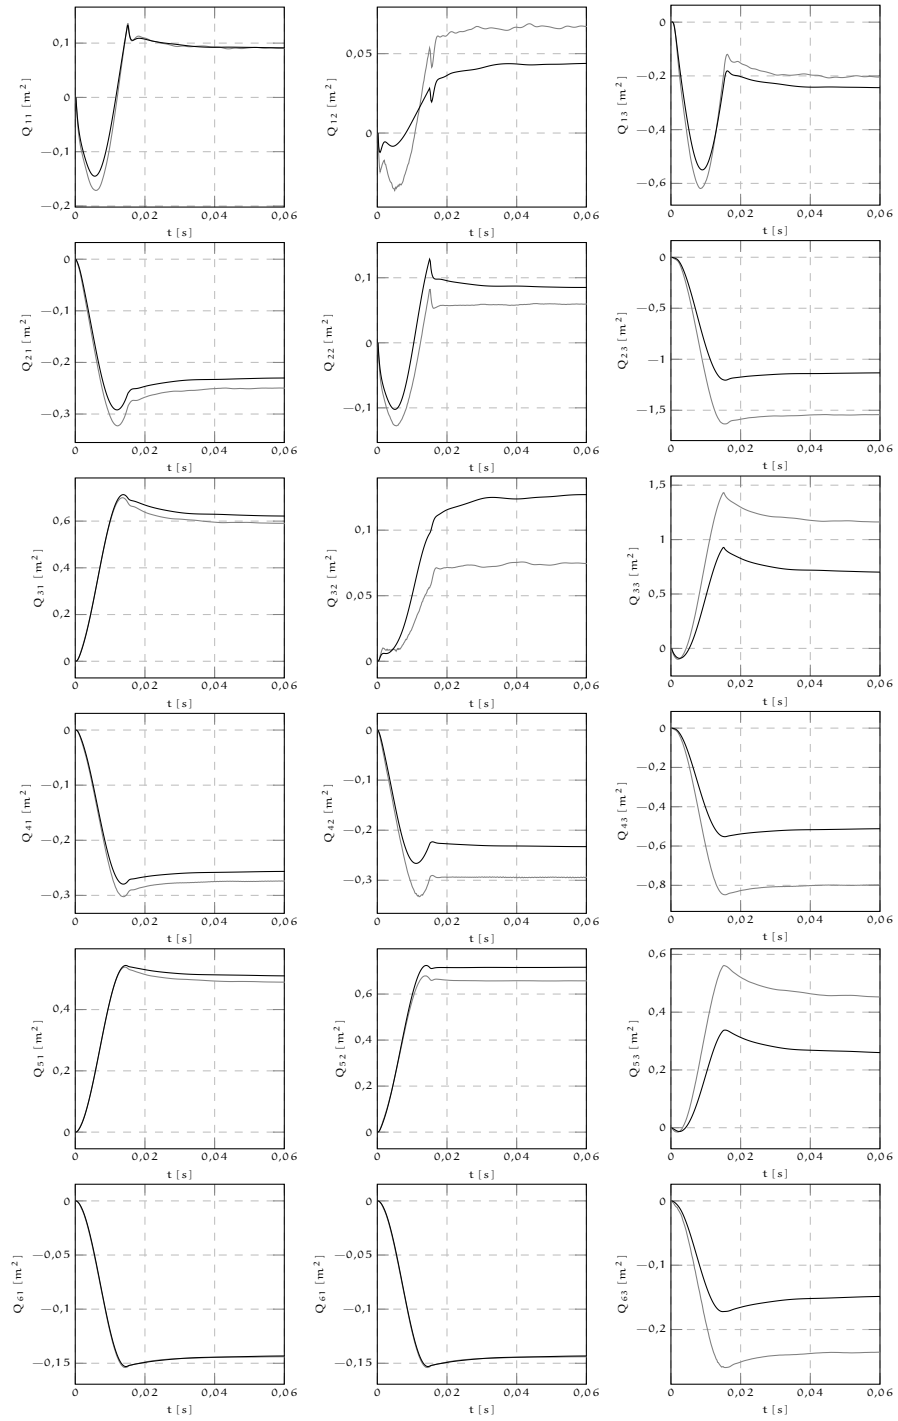 0,1
0
−0,1
−0,2
Q11 [m²]
0 0,02 0,04 0,06
t [s]
0,05
0
Q12 [m²]
0 0,02 0,04 0,06
t [s]
0
−0,2
−0,4
−0,6
Q13 [m²]
0 0,02 0,04 0,06
t [s]
0
−0,1
−0,2
−0,3
Q21 [m²]
0 0,02 0,04 0,06
t [s]
0,1
0
−0,1
Q22 [m²]
0 0,02 0,04 0,06
t [s]
0
−0,5
−1
−1,5
Q23 [m²]
0 0,02 0,04 0,06
t [s]
0,6
0,4
0,2
0
Q31 [m²]
0 0,02 0,04 0,06
t [s]
0,1
0,05
0
Q32 [m²]
0 0,02 0,04 0,06
t [s]
1,5
1
0,5
0
Q33 [m²]
0 0,02 0,04 0,06
t [s]
0
−0,1
−0,2
−0,3
Q41 [m²]
0 0,02 0,04 0,06
t [s]
0
−0,1
−0,2
−0,3
Q42 [m²]
0 0,02 0,04 0,06
t [s]
0
−0,2
−0,4
−0,6
−0,8
Q43 [m²]
0 0,02 0,04 0,06
t [s]
0,4
0,2
0
Q51 [m²]
0 0,02 0,04 0,06
t [s]
0,6
0,4
0,2
0
Q52 [m²]
0 0,02 0,04 0,06
t [s]
0,6
0,4
0,2
0
Q53 [m²]
0 0,02 0,04 0,06
t [s]
0
−0,05
−0,1
−0,15
Q61 [m²]
0 0,02 0,04 0,06
t [s]
0
−0,05
−0,1
−0,15
Q61 [m²]
0 0,02 0,04 0,06
t [s]
0
−0,1
−0,2
Q63 [m²]
0 0,02 0,04 0,06
t [s]